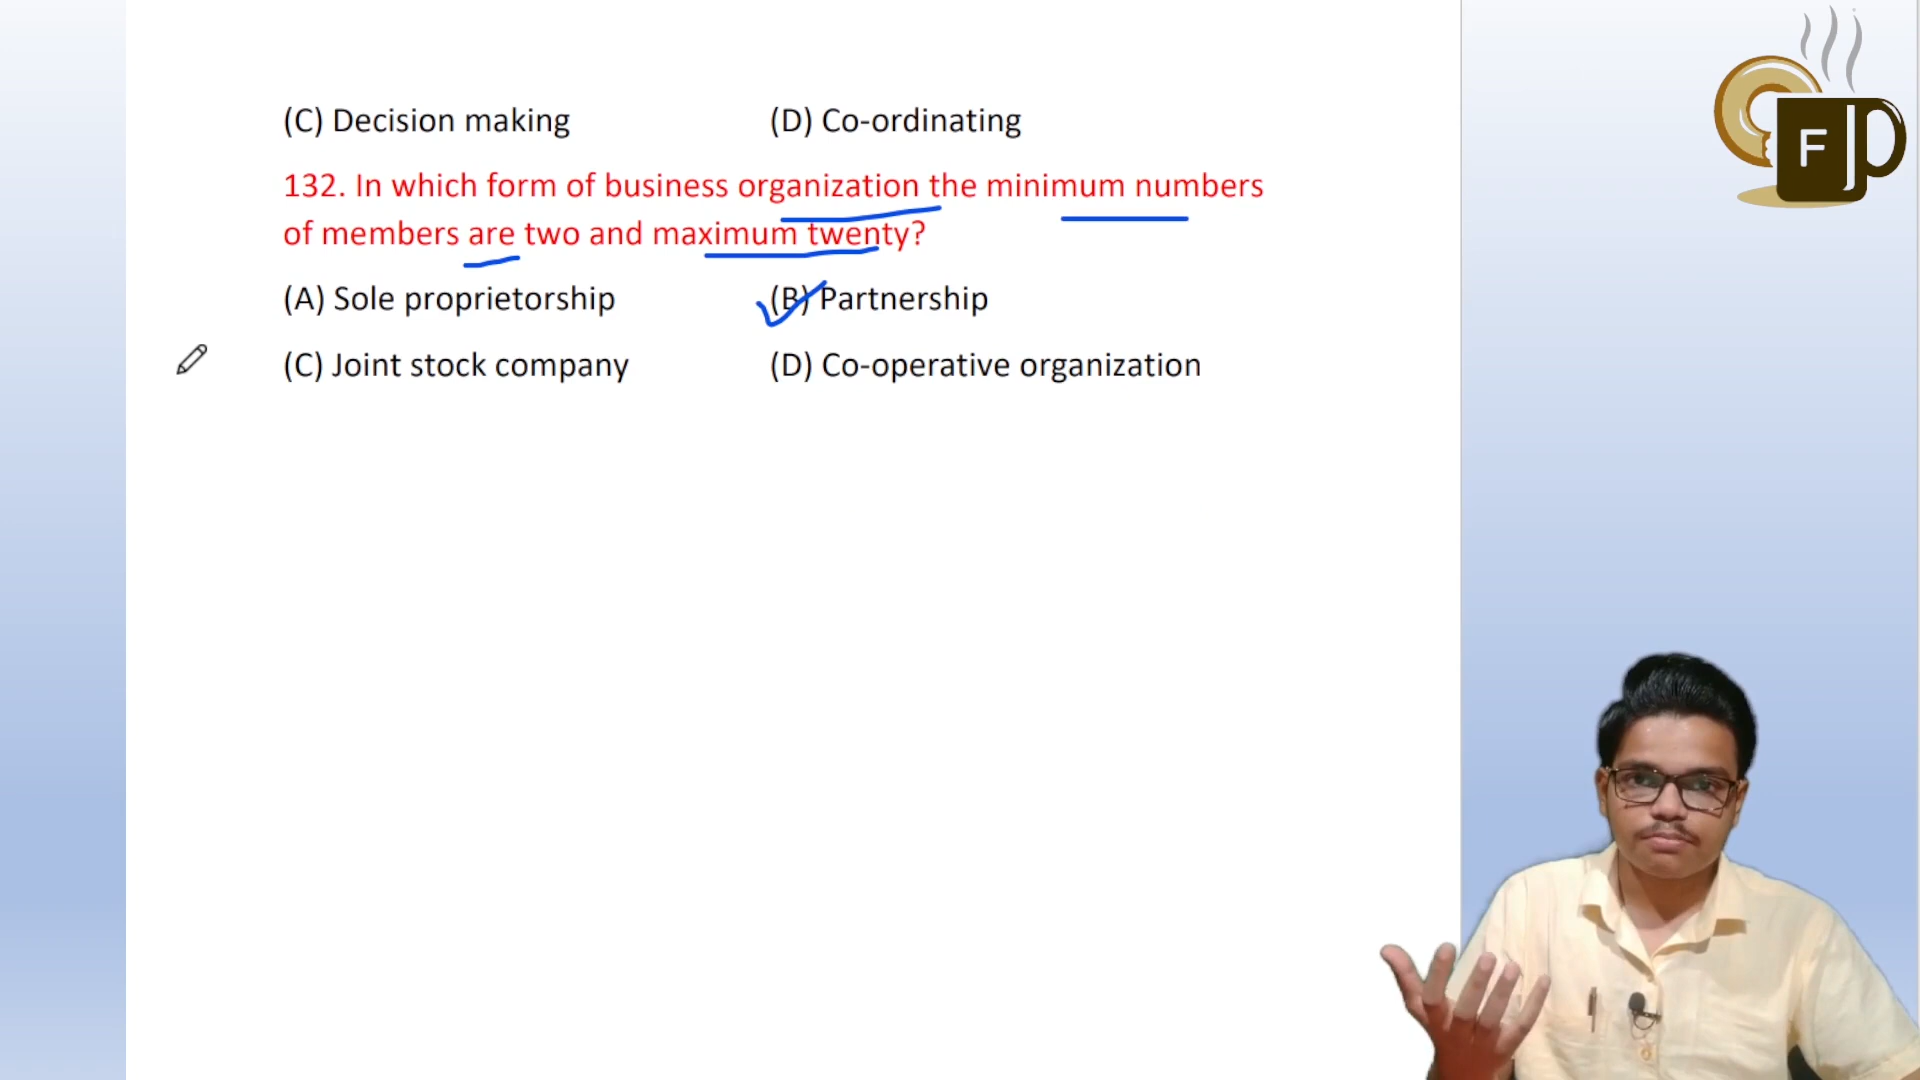 (C) Decision making (D) Co-ordinating
132. In which form of business organization the minimum numbers
of members are two and maximum twenty?
(A) Sole proprietorship (B) Partnership
(C) Joint stock company (D) Co-operative organization
F J